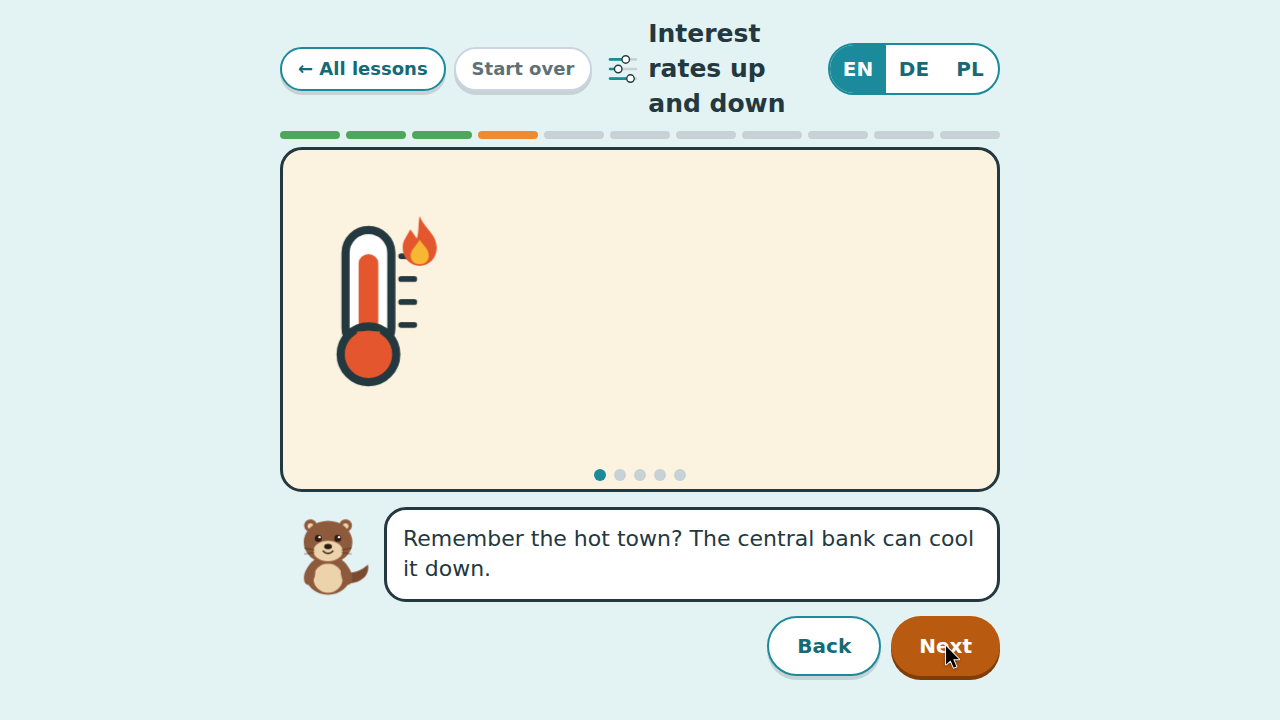 ← All lessons
Start over
Interest
rates up
and down
EN DE PL
Remember the hot town? The central bank can cool
it down.
Back
Next